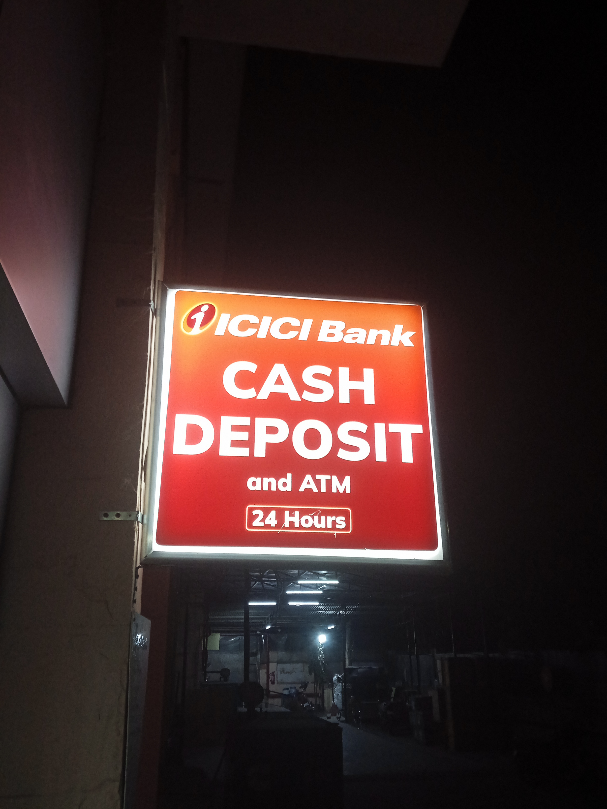 i ICICI Bank
CASH
DEPOSIT
and ATM
24 Hours